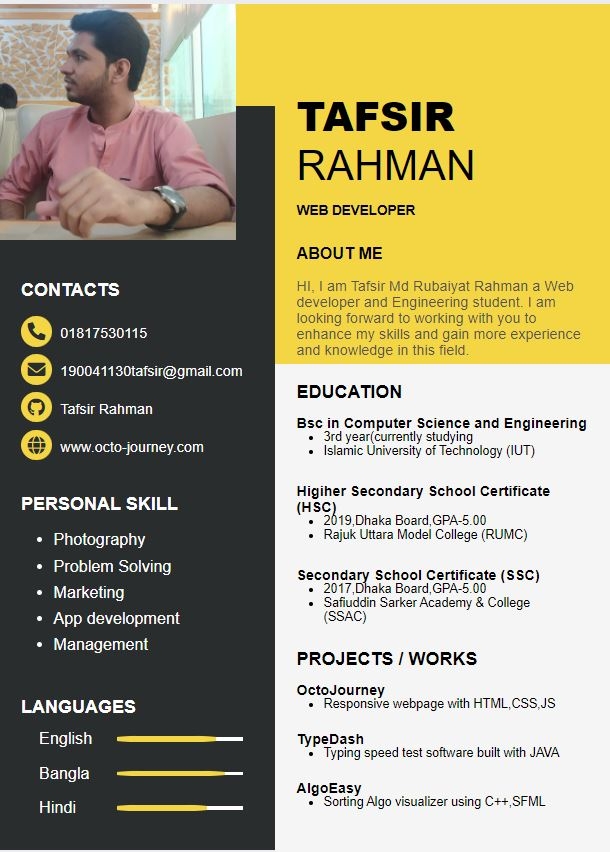 TAFSIR
RAHMAN
WEB DEVELOPER
ABOUT ME
HI, I am Tafsir Md Rubaiyat Rahman a Web
developer and Engineering student. I am
looking forward to working with you to
enhance my skills and gain more experience
and knowledge in this field.
CONTACTS
01817530115
190041130tafsir@gmail.com
Tafsir Rahman
www.octo-journey.com
PERSONAL SKILL
• Photography
• Problem Solving
• Marketing
• App development
• Management
LANGUAGES
English
Bangla
Hindi
EDUCATION
Bsc in Computer Science and Engineering
• 3rd year(currently studying
• Islamic University of Technology (IUT)
Higiher Secondary School Certificate
(HSC)
• 2019,Dhaka Board,GPA-5.00
• Rajuk Uttara Model College (RUMC)
Secondary School Certificate (SSC)
• 2017,Dhaka Board,GPA-5.00
• Safiuddin Sarker Academy & College
(SSAC)
PROJECTS / WORKS
OctoJourney
• Responsive webpage with HTML,CSS,JS
TypeDash
• Typing speed test software built with JAVA
AlgoEasy
• Sorting Algo visualizer using C++,SFML